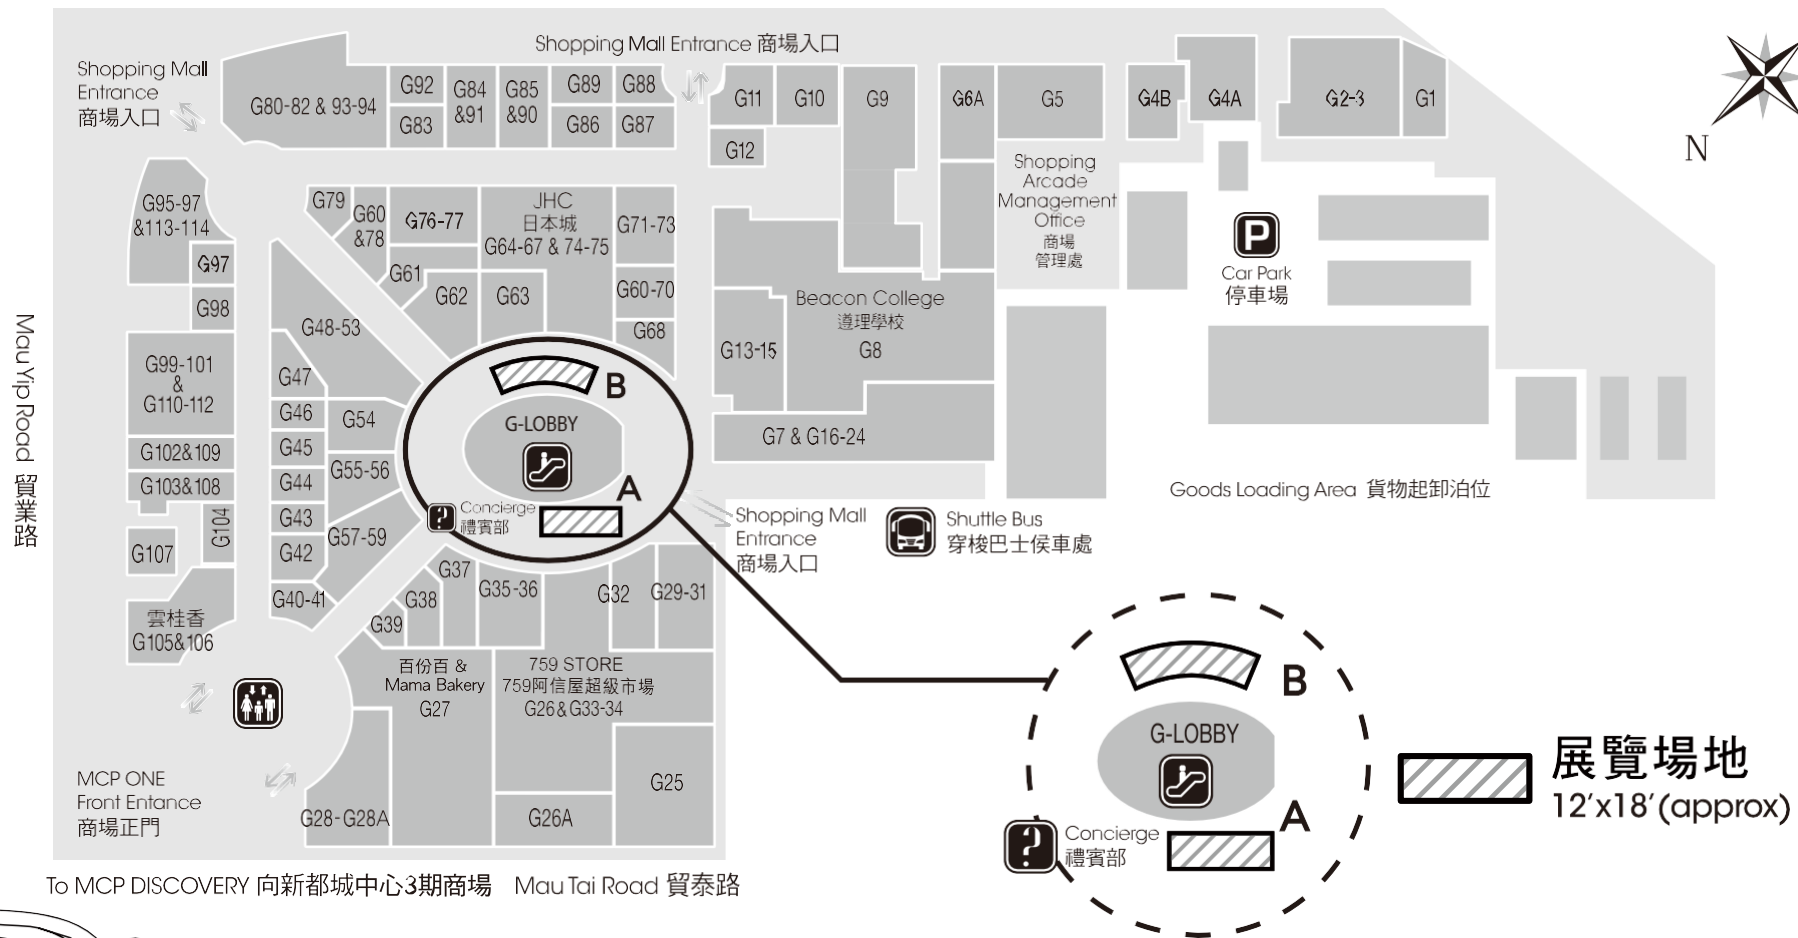 Shopping Mall Entrance 商場入口
Shopping Mall
Entrance
商場入口
G80-82 & 93-94
G92
G83
G84
&91
G85
&90
G89
G86
G88
G87
G11
G10
G12
G9
G6A
G5
G4B
G4A
G2-3
G1
N
Shopping
Arcade
Management
Office
商場
管理處
P
Car Park
停車場
G95-97
&113-114
G97
G98
G79
G60
&78
G76-77
G61
G62
G63
JHC
日本城
G64-67 & 74-75
G71-73
G60-70
G68
Beacon College
遵理學校
G8
G13-15
G7 & G16-24
Mau Yip Road 貿業路
G99-101
&
G110-112
G102&109
G103&108
G104
G107
雲桂香
G105&106
G48-53
G47
G46
G45
G44
G43
G42
G40-41
G54
G55-56
G57-59
B
G-LOBBY
A
?
Concierge
禮賓部
Shopping Mall
Entrance
商場入口
Shuttle Bus
穿梭巴士侯車處
Goods Loading Area 貨物起卸泊位
G39
G38
G37
G35-36
G32
G29-31
百份百 &
Mama Bakery
G27
759 STORE
759阿信屋超級市場
G26&G33-34
G25
G26A
G28-G28A
MCP ONE
Front Entance
商場正門
B
G-LOBBY
A
?
Concierge
禮賓部
展覽場地
12'x18'(approx)
To MCP DISCOVERY 向新都城中心3期商場 Mau Tai Road 貿泰路